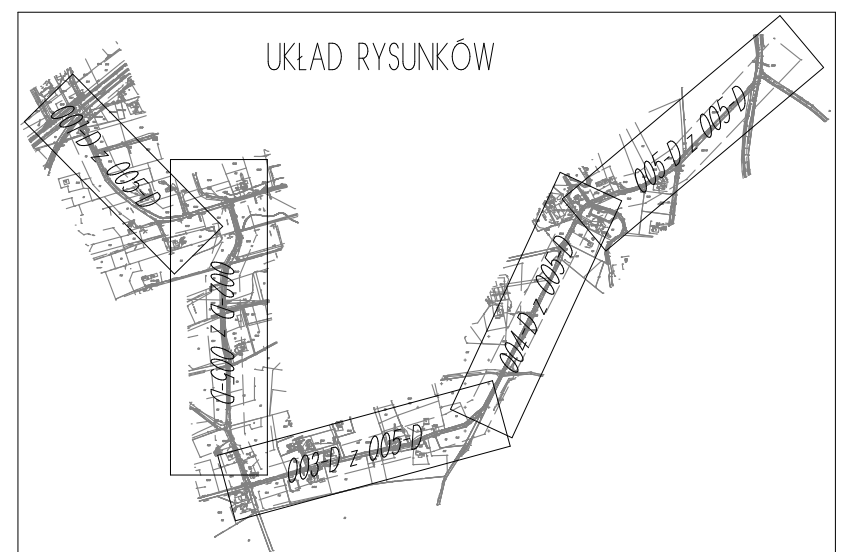 UKŁAD RYSUNKÓW
001-D z 005-D
002-D z 005-D
003-D z 005-D
004-D z 005-D
005-D z 005-D